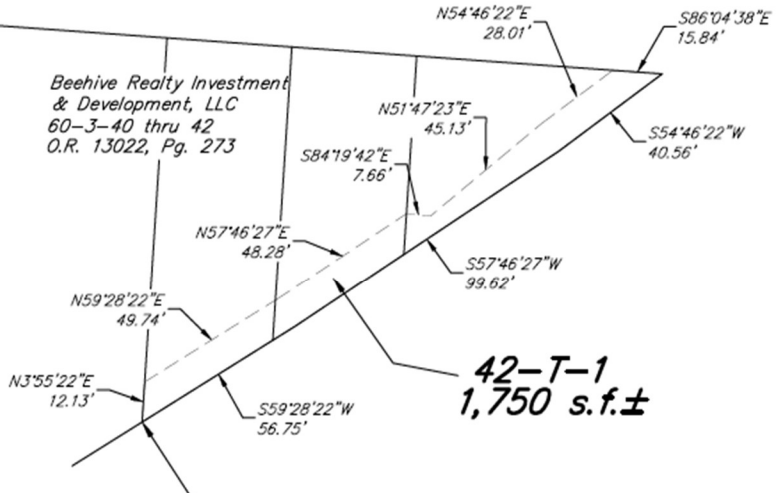 N54°46'22"E
28.01'
S86°04'38"E
15.84'
Beehive Realty Investment
& Development, LLC
60-3-40 thru 42
O.R. 13022, Pg. 273
N51°47'23"E
45.13'
S84°19'42"E
7.66'
S54°46'22"W
40.56'
N57°46'27"E
48.28'
S57°46'27"W
99.62'
N59°28'22"E
49.74'
42-T-1
1,750 s.f.±
N3°55'22"E
12.13'
S59°28'22"W
56.75'